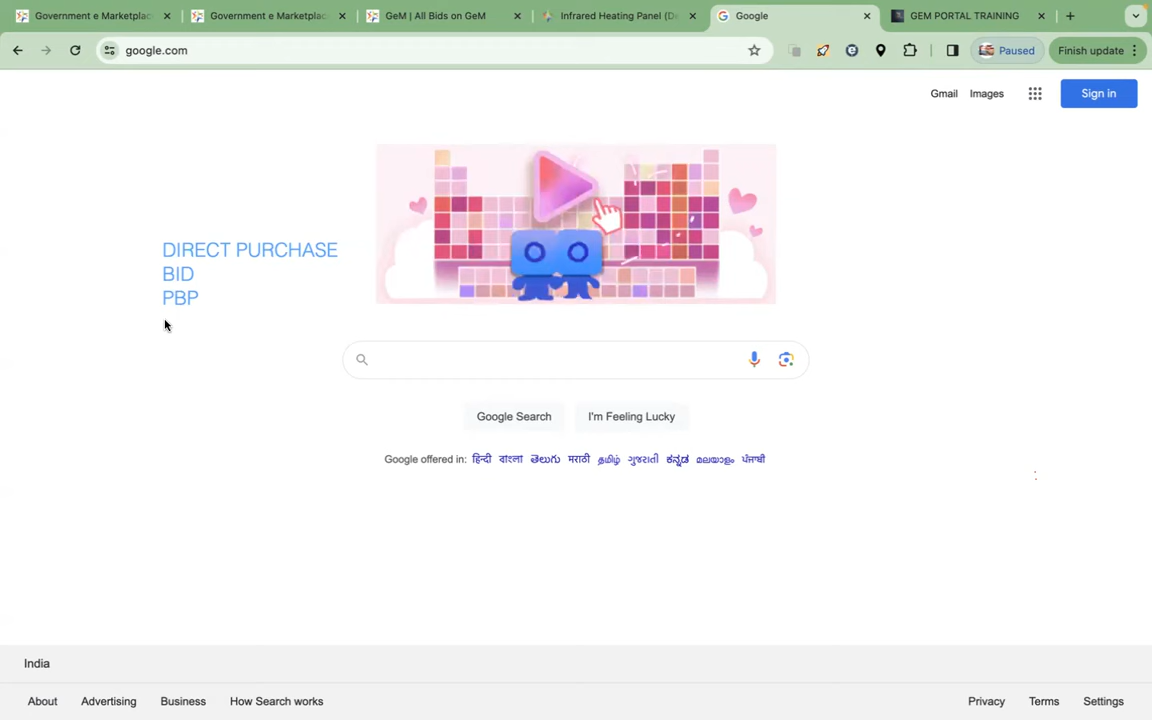 Government e Marketplac
Government e Marketplac
GeM | All Bids on GeM
Infrared Heating Panel (De
Google
GEM PORTAL TRAINING
google.com
Paused
Finish update
Gmail
Images
Sign in
DIRECT PURCHASE
BID
PBP
Google Search
I'm Feeling Lucky
Google offered in: हिन्दी বাংলা తెలుగు मराठी தமிழ் ગુજરાતી ಕನ್ನಡ മലയാളം ਪੰਜਾਬੀ
India
About
Advertising
Business
How Search works
Privacy
Terms
Settings